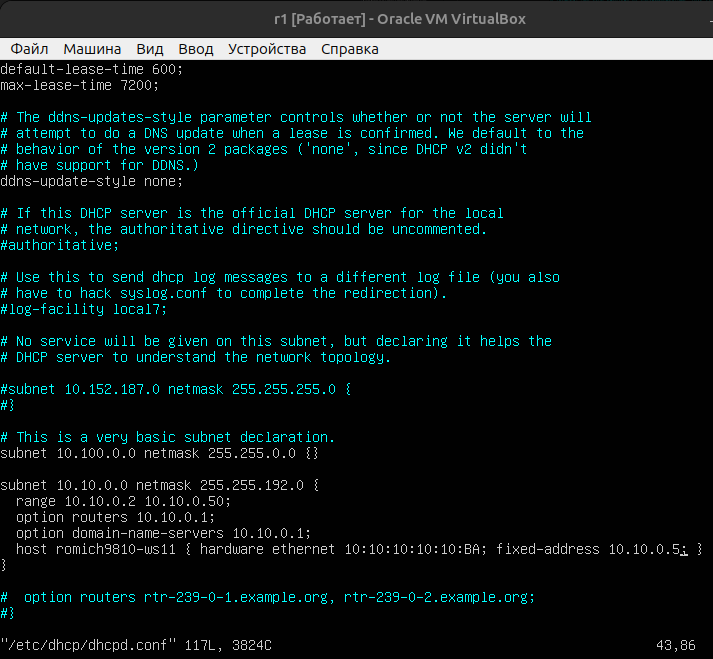 r1 [Работает] - Oracle VM VirtualBox
Файл Машина Вид Ввод Устройства Справка
default-lease-time 600;
max-lease-time 7200;
# The ddns-updates-style parameter controls whether or not the server will
# attempt to do a DNS update when a lease is confirmed. We default to the
# behavior of the version 2 packages ('none', since DHCP v2 didn't
# have support for DDNS.)
ddns-update-style none;
# If this DHCP server is the official DHCP server for the local
# network, the authoritative directive should be uncommented.
#authoritative;
# Use this to send dhcp log messages to a different log file (you also
# have to hack syslog.conf to complete the redirection).
#log-facility local7;
# No service will be given on this subnet, but declaring it helps the
# DHCP server to understand the network topology.
#subnet 10.152.187.0 netmask 255.255.255.0 {
#}
# This is a very basic subnet declaration.
subnet 10.100.0.0 netmask 255.255.0.0 {}
subnet 10.10.0.0 netmask 255.255.192.0 {
  range 10.10.0.2 10.10.0.50;
  option routers 10.10.0.1;
  option domain-name-servers 10.10.0.1;
  host romich9810-ws11 { hardware ethernet 10:10:10:10:10:BA; fixed-address 10.10.0.5; }
}
#  option routers rtr-239-0-1.example.org, rtr-239-0-2.example.org;
#}
"/etc/dhcp/dhcpd.conf" 117L, 3824C 43,86